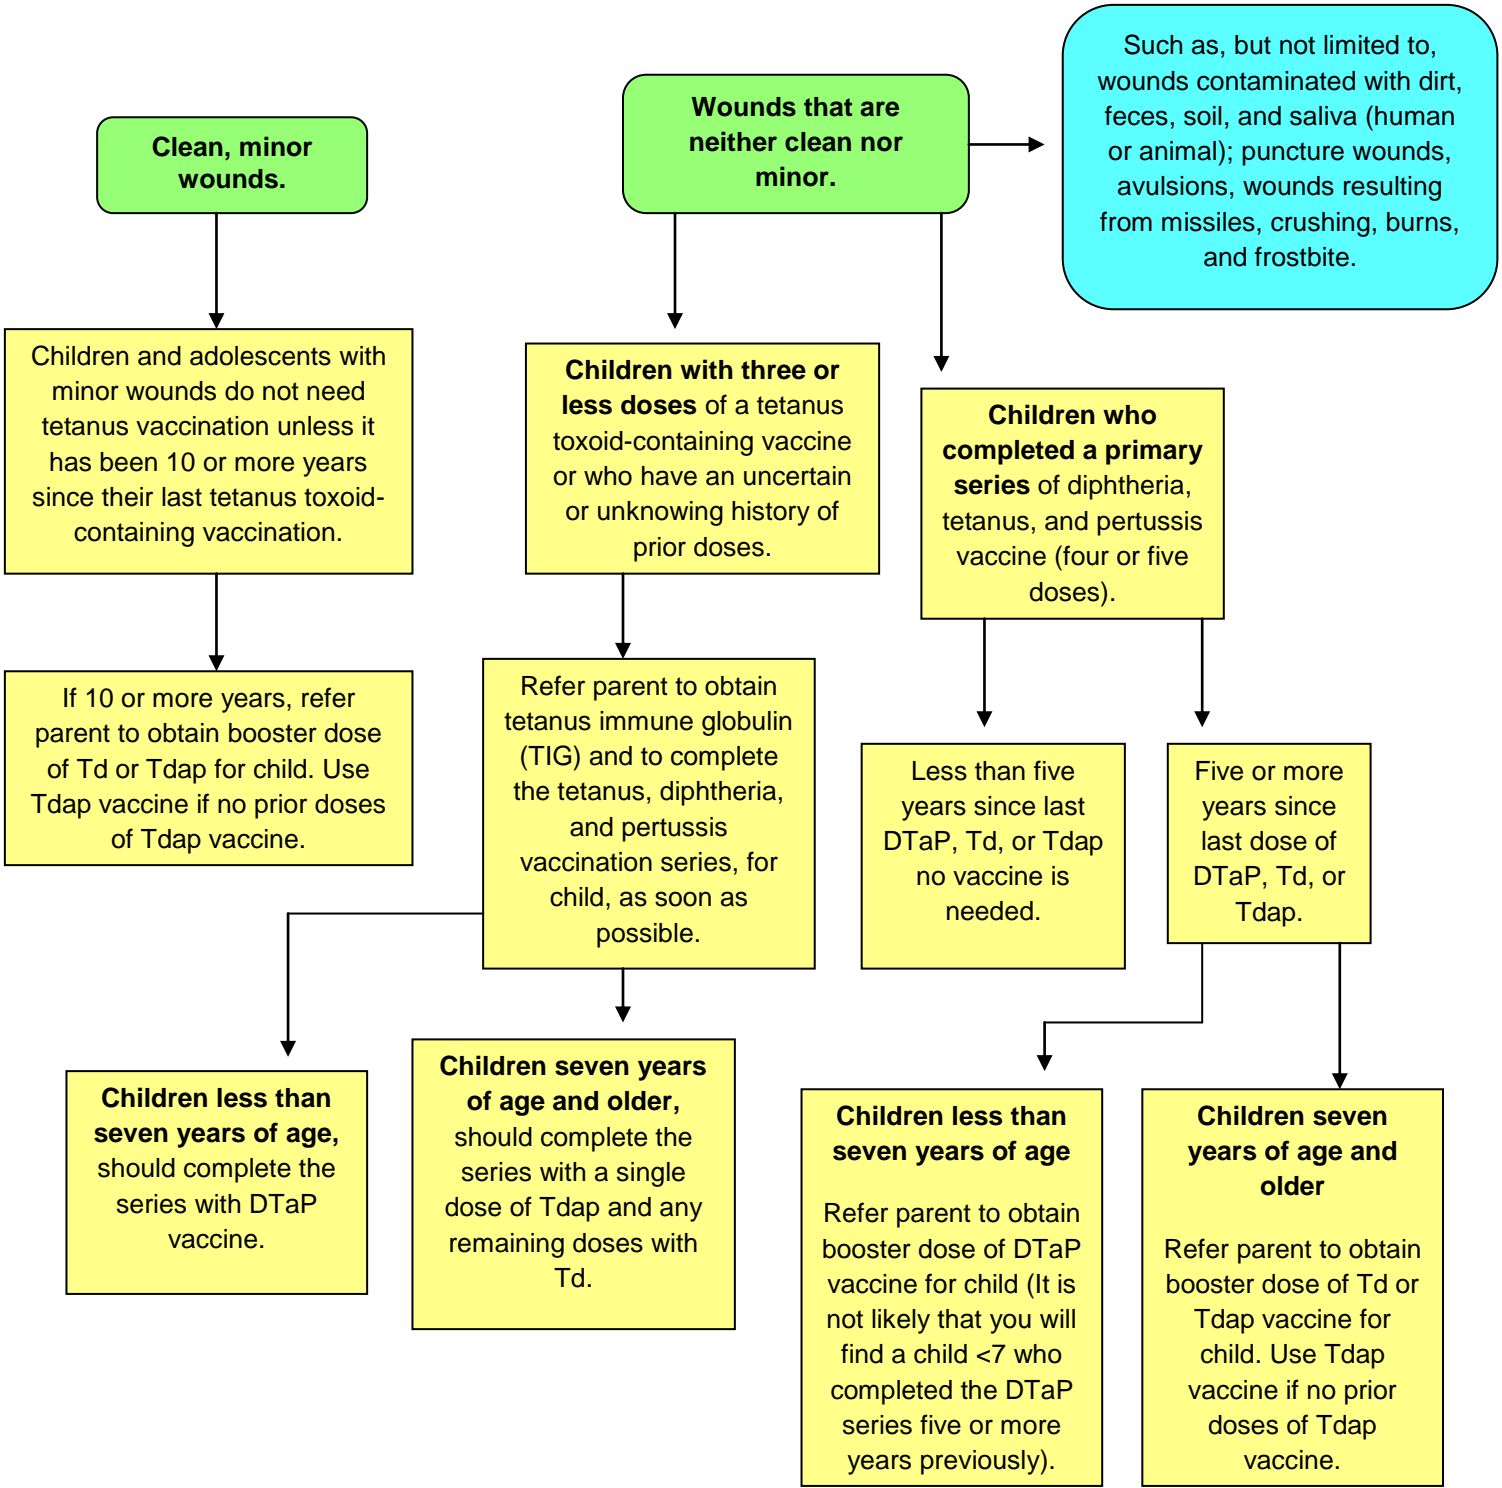 Clean, minor
wounds.
Children and adolescents with
minor wounds do not need
tetanus vaccination unless it
has been 10 or more years
since their last tetanus toxoid-
containing vaccination.
If 10 or more years, refer
parent to obtain booster dose
of Td or Tdap for child. Use
Tdap vaccine if no prior doses
of Tdap vaccine.
Wounds that are
neither clean nor
minor.
Such as, but not limited to,
wounds contaminated with dirt,
feces, soil, and saliva (human
or animal); puncture wounds,
avulsions, wounds resulting
from missiles, crushing, burns,
and frostbite.
Children with three or
less doses of a tetanus
toxoid-containing vaccine
or who have an uncertain
or unknowing history of
prior doses.
Refer parent to obtain
tetanus immune globulin
(TIG) and to complete
the tetanus, diphtheria,
and pertussis
vaccination series, for
child, as soon as
possible.
Children less than
seven years of age,
should complete the
series with DTaP
vaccine.
Children seven years
of age and older,
should complete the
series with a single
dose of Tdap and any
remaining doses with
Td.
Children who
completed a primary
series of diphtheria,
tetanus, and pertussis
vaccine (four or five
doses).
Less than five
years since last
DTaP, Td, or Tdap
no vaccine is
needed.
Five or more
years since
last dose of
DTaP, Td, or
Tdap.
Children less than
seven years of age
Refer parent to obtain
booster dose of DTaP
vaccine for child (It is
not likely that you will
find a child <7 who
completed the DTaP
series five or more
years previously).
Children seven
years of age and
older
Refer parent to obtain
booster dose of Td or
Tdap vaccine for
child. Use Tdap
vaccine if no prior
doses of Tdap
vaccine.